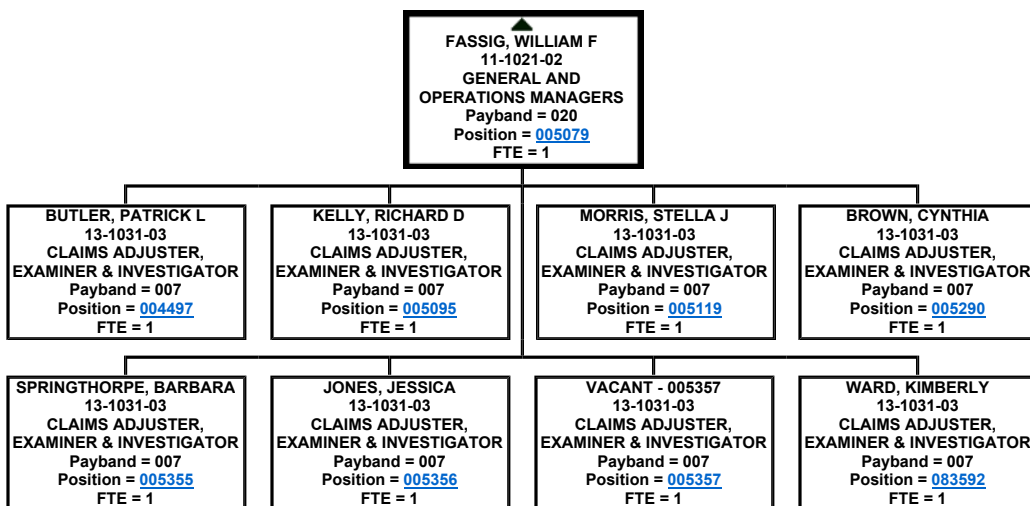 FASSIG, WILLIAM F
11-1021-02
GENERAL AND
OPERATIONS MANAGERS
Payband = 020
Position = 005079
FTE = 1
BUTLER, PATRICK L
13-1031-03
CLAIMS ADJUSTER,
EXAMINER & INVESTIGATOR
Payband = 007
Position = 004497
FTE = 1
KELLY, RICHARD D
13-1031-03
CLAIMS ADJUSTER,
EXAMINER & INVESTIGATOR
Payband = 007
Position = 005095
FTE = 1
MORRIS, STELLA J
13-1031-03
CLAIMS ADJUSTER,
EXAMINER & INVESTIGATOR
Payband = 007
Position = 005119
FTE = 1
BROWN, CYNTHIA
13-1031-03
CLAIMS ADJUSTER,
EXAMINER & INVESTIGATOR
Payband = 007
Position = 005290
FTE = 1
SPRINGTHORPE, BARBARA
13-1031-03
CLAIMS ADJUSTER,
EXAMINER & INVESTIGATOR
Payband = 007
Position = 005355
FTE = 1
JONES, JESSICA
13-1031-03
CLAIMS ADJUSTER,
EXAMINER & INVESTIGATOR
Payband = 007
Position = 005356
FTE = 1
VACANT - 005357
13-1031-03
CLAIMS ADJUSTER,
EXAMINER & INVESTIGATOR
Payband = 007
Position = 005357
FTE = 1
WARD, KIMBERLY
13-1031-03
CLAIMS ADJUSTER,
EXAMINER & INVESTIGATOR
Payband = 007
Position = 083592
FTE = 1